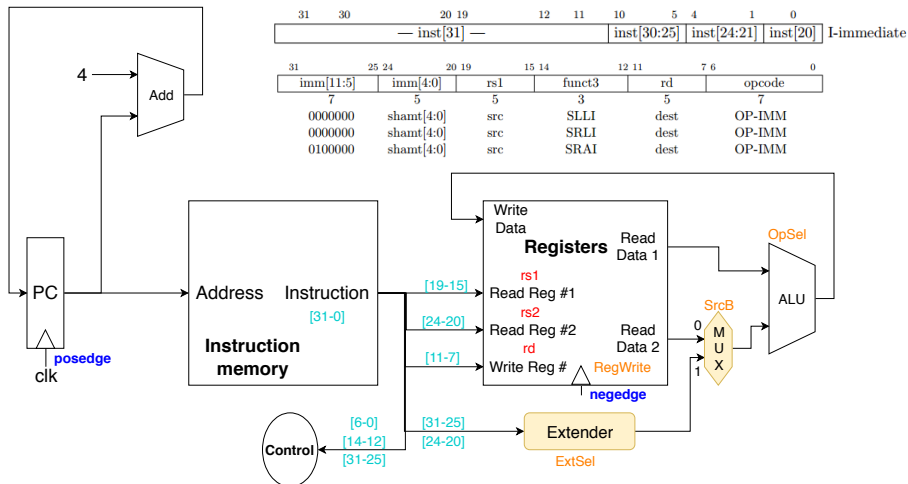 31 30 20 19 12 11 10 5 4 1 0
— inst[31] — inst[30:25] inst[24:21] inst[20] I-immediate
31 25 24 20 19 15 14 12 11 7 6 0
imm[11:5] imm[4:0] rs1 funct3 rd opcode
7 5 5 3 5 7
0000000 shamt[4:0] src SLLI dest OP-IMM
0000000 shamt[4:0] src SRLI dest OP-IMM
0100000 shamt[4:0] src SRAI dest OP-IMM
4
Add
PC
posedge
clk
Address
Instruction
[31-0]
Instruction
memory
[19-15]
[24-20]
[11-7]
Write
Data
Registers
Read
Data 1
rs1
Read Reg #1
rs2
Read Reg #2
rd
Write Reg #
Read
Data 2
RegWrite
negedge
OpSel
ALU
SrcB
0
1
M
U
X
[6-0]
[14-12]
[31-25]
Control
[31-25]
[24-20]
Extender
ExtSel